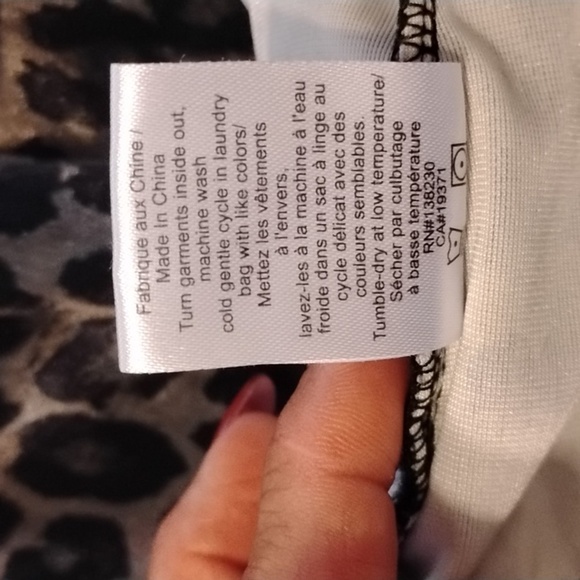 Fabrique aux Chine /
Made In China
Turn garments inside out,
machine wash
cold gentle cycle in laundry
bag with like colors/
Mettez les vêtements
à l'envers,
lavez-les à la machine à l'eau
froide dans un sac à linge au
cycle délicat avec des
couleurs semblables.
Tumble-dry at low temperature/
Sécher par culbutage
à basse température
RN#138230
CA#19371